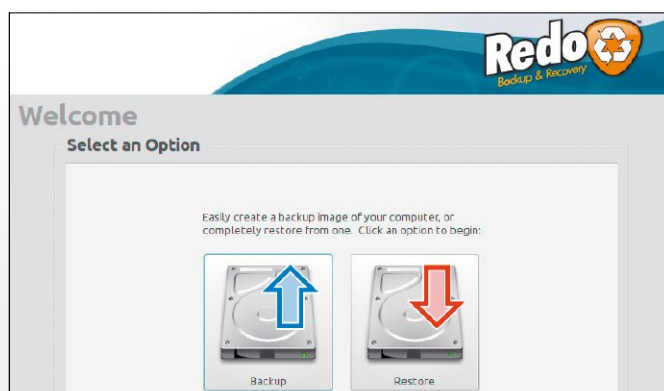 Redo
Backup & Recovery
Welcome
Select an Option
Easily create a backup image of your computer, or
completely restore from one. Click an option to begin:
Backup
Restore